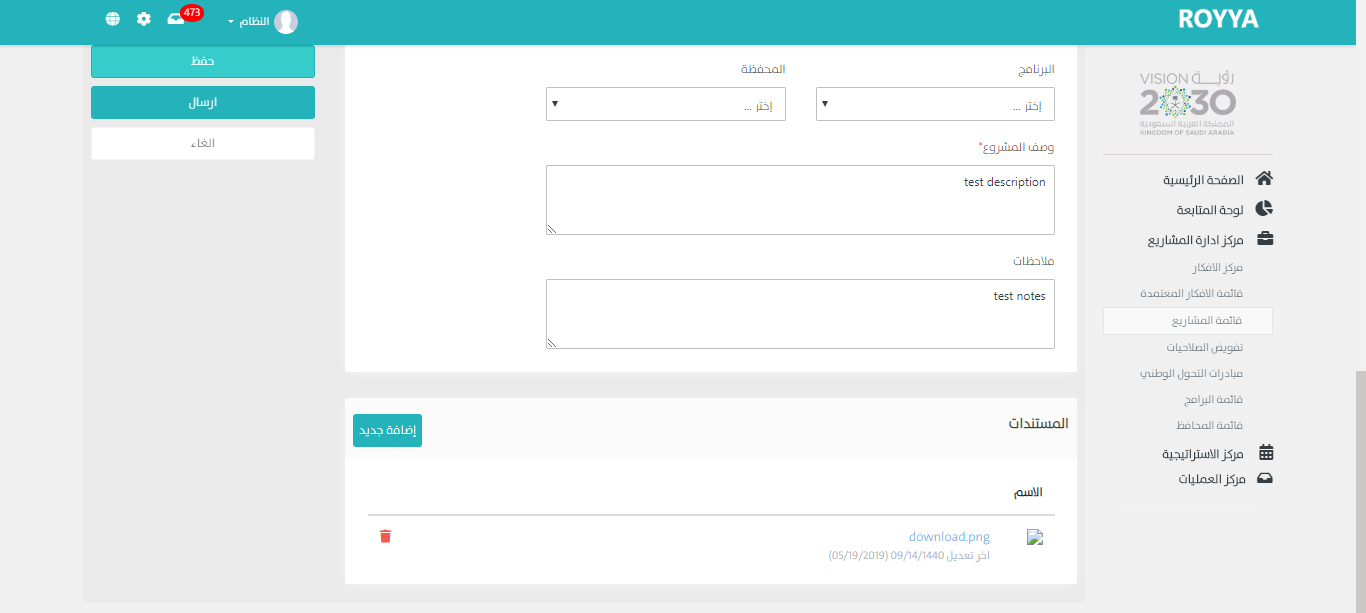 ROYYA
النظام
473
VISION رؤيــة
2030
المملكة العربية السعودية
KINGDOM OF SAUDI ARABIA
الصفحة الرئيسية
لوحة المتابعة
مركز ادارة المشاريع
مركز الافكار
قائمة الافكار المعتمدة
قائمة المشاريع
تفويض الصلاحيات
مبادرات التحول الوطني
قائمة البرامج
قائمة المحافظ
مركز الاستراتيجية
مركز العمليات
البرنامج
المحفظة
إختر ...
إختر ...
وصف المشروع*
test description
ملاحظات
test notes
المستندات
إضافة جديد
الاسم
download.png
اخر تعديل 09/14/1440 (05/19/2019)
حفظ
ارسال
الغاء